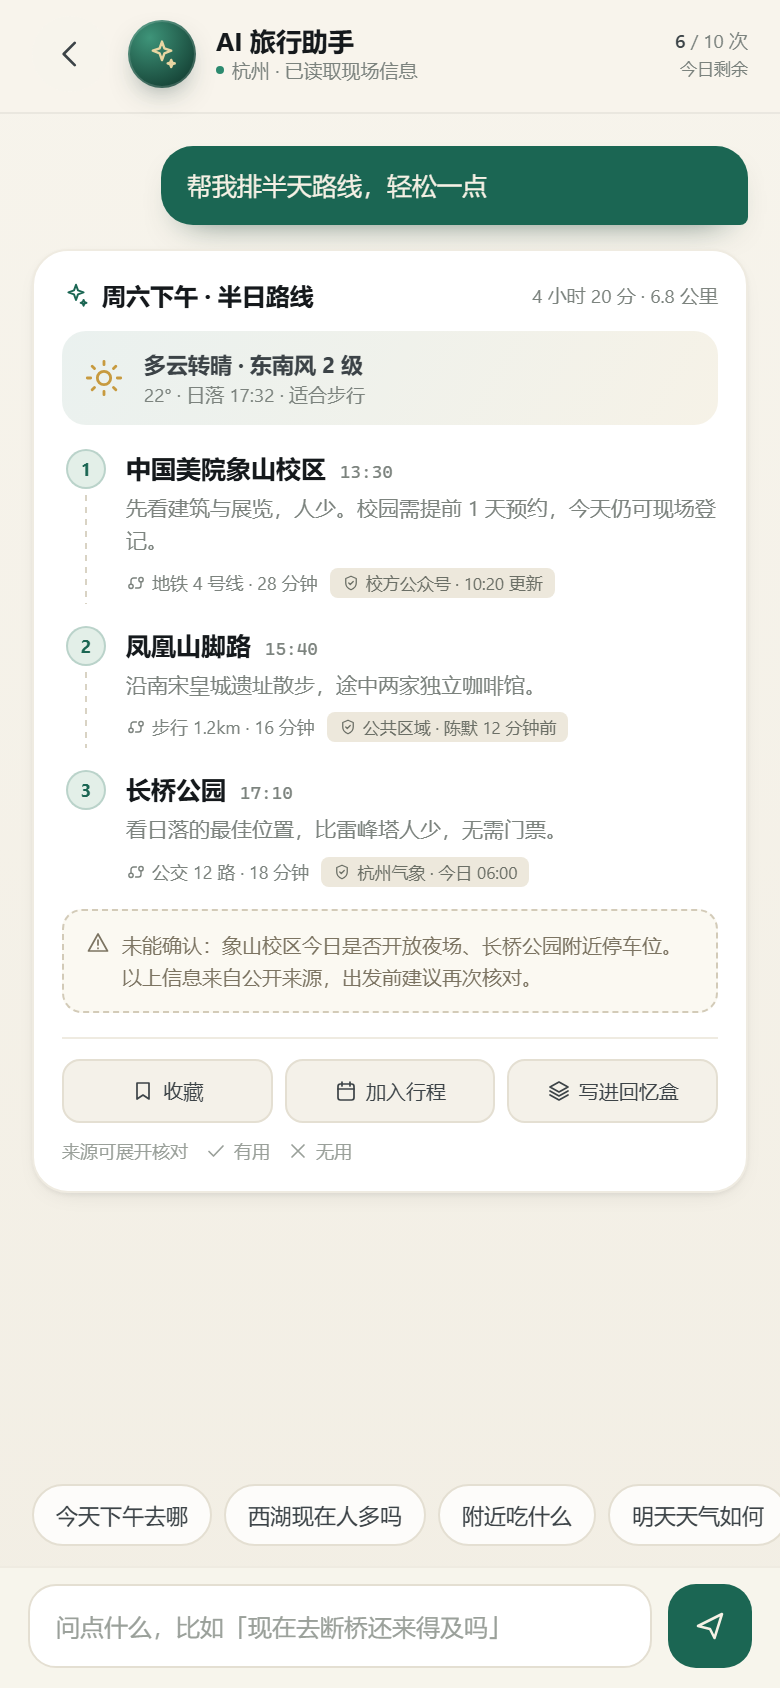 AI 旅行助手
杭州 · 已读取现场信息
6 / 10 次
今日剩余
帮我排半天路线，轻松一点
周六下午 · 半日路线
4 小时 20 分 · 6.8 公里
多云转晴 · 东南风 2 级
22° · 日落 17:32 · 适合步行
1
中国美院象山校区 13:30
先看建筑与展览，人少。校园需提前 1 天预约，今天仍可现场登
记。
地铁 4 号线 · 28 分钟
校方公众号 · 10:20 更新
2
凤凰山脚路 15:40
沿南宋皇城遗址散步，途中两家独立咖啡馆。
步行 1.2km · 16 分钟
公共区域 · 陈默 12 分钟前
3
长桥公园 17:10
看日落的最佳位置，比雷峰塔人少，无需门票。
公交 12 路 · 18 分钟
杭州气象 · 今日 06:00
未能确认：象山校区今日是否开放夜场、长桥公园附近停车位。
以上信息来自公开来源，出发前建议再次核对。
收藏
加入行程
写进回忆盒
来源可展开核对
有用
无用
今天下午去哪
西湖现在人多吗
附近吃什么
明天天气如何
问点什么，比如「现在去断桥还来得及吗」